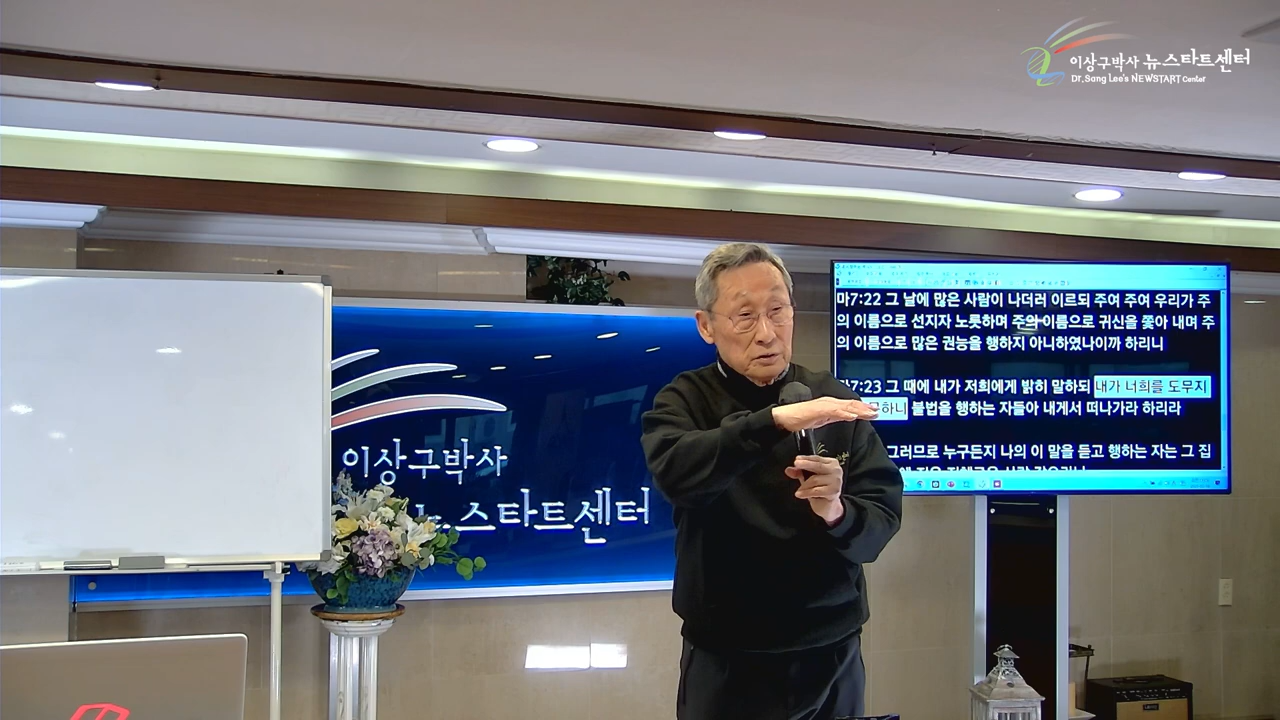 이상구박사 뉴스타트센터
Dr. Sang Lee's NEWSTART Center
마7:22 그 날에 많은 사람이 나더러 이르되 주여 주여 우리가 주
의 이름으로 선지자 노릇하며 주의 이름으로 귀신을 쫓아 내며 주
의 이름으로 많은 권능을 행하지 아니하였나이까 하리니
마7:23 그 때에 내가 저희에게 밝히 말하되 내가 너희를 도무지
하니 불법을 행하는 자들아 내게서 떠나가라 하리라
그러므로 누구든지 나의 이 말을 듣고 행하는 자는 그 집
이상구박사
뉴스타트센터